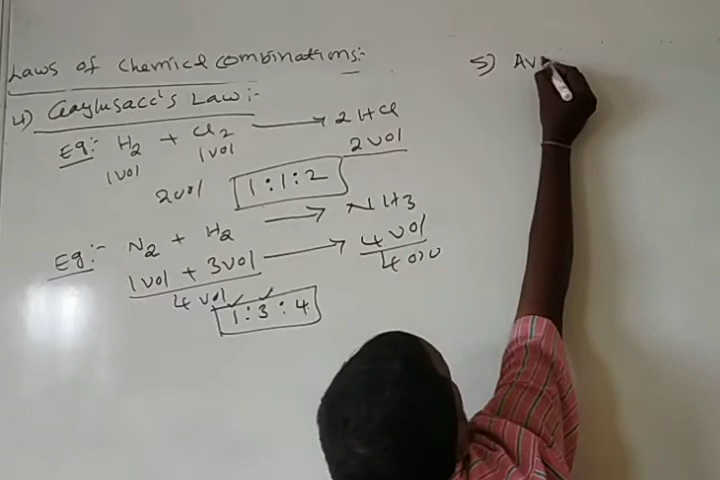 Laws of Chemical Combinations:-
4) Gaylusacc's Law:-
Eg:- H2 + Cl2 → 2HCl
1vol 1vol 2vol
2vol 1:1:2
Eg:- N2 + H2 → NH3
1vol + 3vol → 4vol
4vol
1:3:4
5) Av